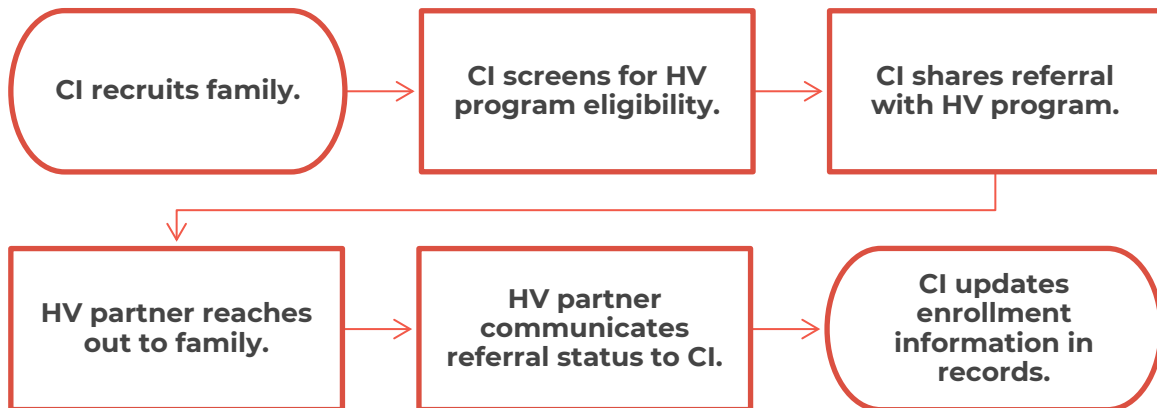 CI recruits family.
CI screens for HV
program eligibility.
CI shares referral
with HV program.
HV partner reaches
out to family.
HV partner
communicates
referral status to CI.
CI updates
enrollment
information in
records.